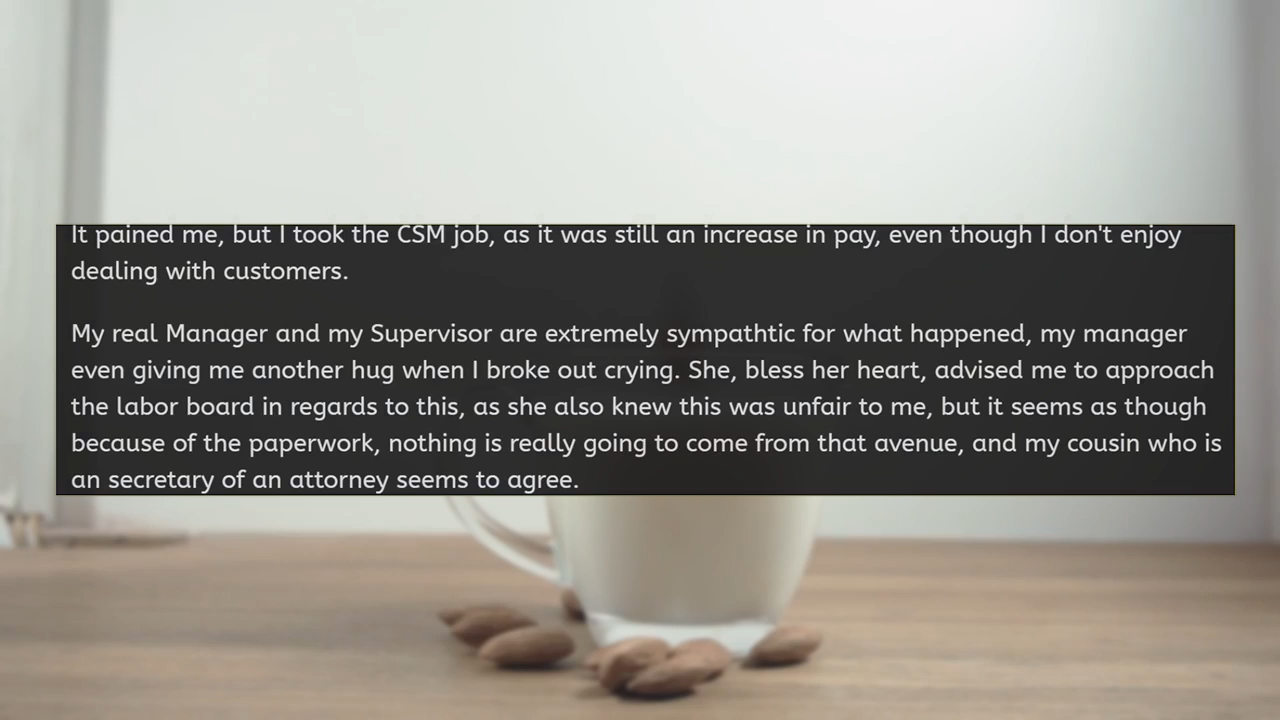 It pained me, but I took the CSM job, as it was still an increase in pay, even though I don't enjoy
dealing with customers.
My real Manager and my Supervisor are extremely sympathtic for what happened, my manager
even giving me another hug when I broke out crying. She, bless her heart, advised me to approach
the labor board in regards to this, as she also knew this was unfair to me, but it seems as though
because of the paperwork, nothing is really going to come from that avenue, and my cousin who is
an secretary of an attorney seems to agree.